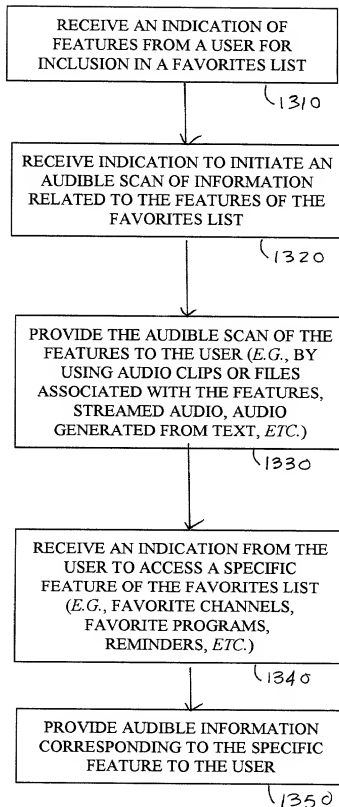 RECEIVE AN INDICATION OF
FEATURES FROM A USER FOR
INCLUSION IN A FAVORITES LIST
1310
RECEIVE INDICATION TO INITIATE AN
AUDIBLE SCAN OF INFORMATION
RELATED TO THE FEATURES OF THE
FAVORITES LIST
1320
PROVIDE THE AUDIBLE SCAN OF THE
FEATURES TO THE USER (E.G., BY
USING AUDIO CLIPS OR FILES
ASSOCIATED WITH THE FEATURES,
STREAMED AUDIO, AUDIO
GENERATED FROM TEXT, ETC.)
1330
RECEIVE AN INDICATION FROM THE
USER TO ACCESS A SPECIFIC
FEATURE OF THE FAVORITES LIST
(E.G., FAVORITE CHANNELS,
FAVORITE PROGRAMS,
REMINDERS, ETC.)
1340
PROVIDE AUDIBLE INFORMATION
CORRESPONDING TO THE SPECIFIC
FEATURE TO THE USER
1350